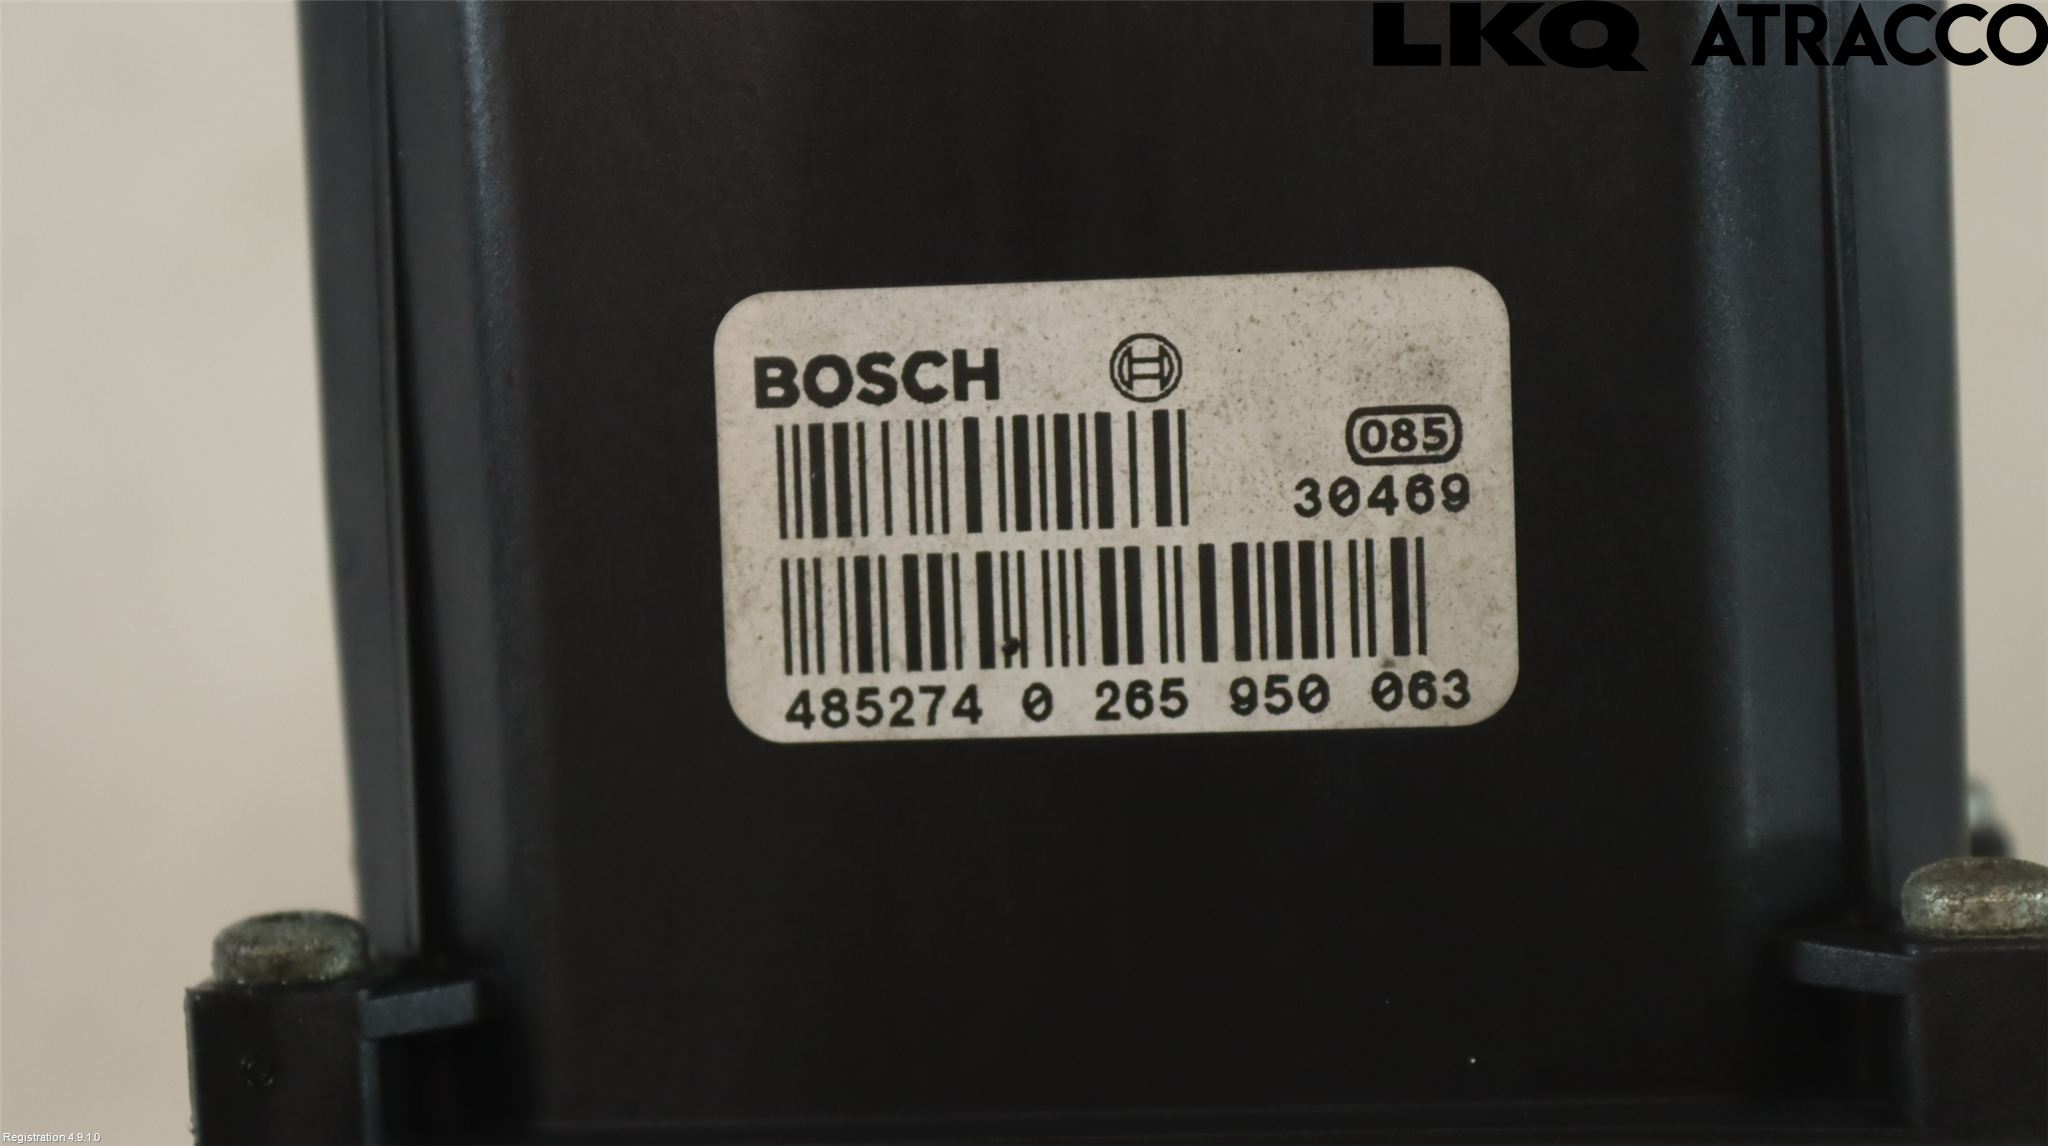 LKQ ATRACCO
BOSCH
085
30469
485274 0 265 950 063
Registration 4.9.1.0